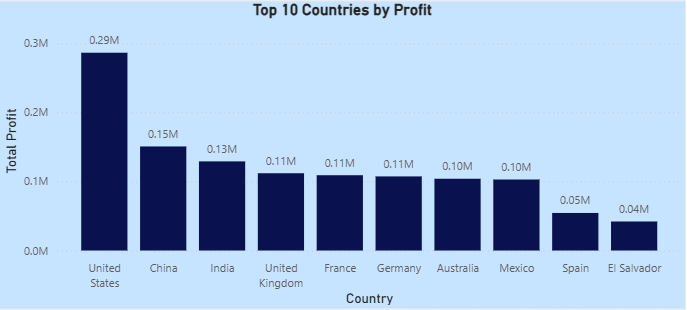 Top 10 Countries by Profit
Total Profit
0.3M
0.2M
0.1M
0.0M
0.29M
0.15M
0.13M
0.11M
0.11M
0.11M
0.10M
0.10M
0.05M
0.04M
United States
China
India
United Kingdom
France
Germany
Australia
Mexico
Spain
El Salvador
Country